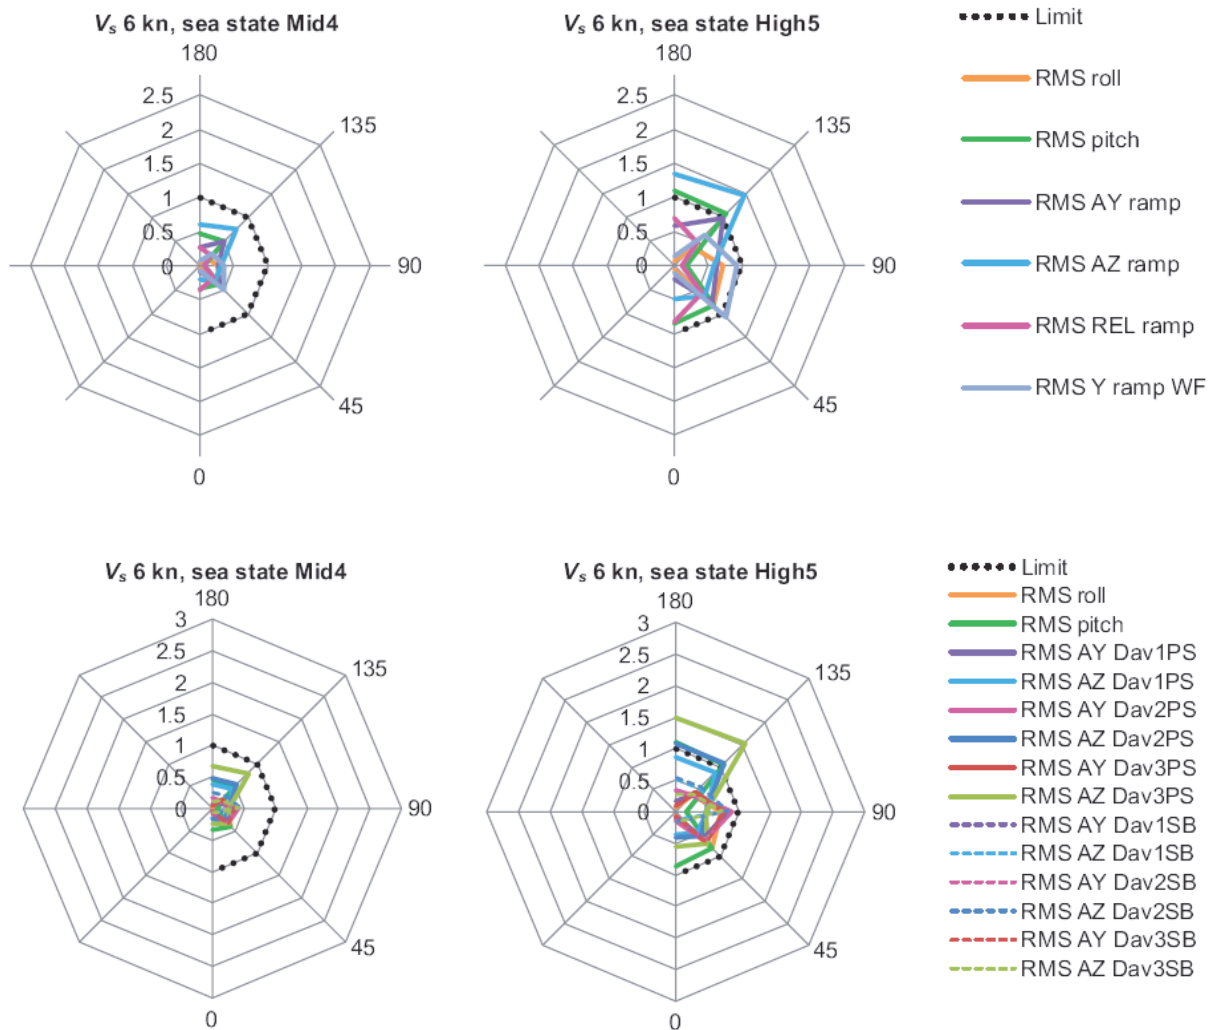 Vs 6 kn, sea state Mid4
180
2.5
2
1.5
1
0.5
0
135
90
45
0
Vs 6 kn, sea state High5
180
2.5
2
1.5
1
0.5
0
135
90
45
0
Limit
RMS roll
RMS pitch
RMS AY ramp
RMS AZ ramp
RMS REL ramp
RMS Y ramp WF
Vs 6 kn, sea state Mid4
180
3
2.5
2
1.5
1
0.5
0
135
90
45
0
Vs 6 kn, sea state High5
180
3
2.5
2
1.5
1
0.5
0
135
90
45
0
Limit
RMS roll
RMS pitch
RMS AY Dav1PS
RMS AZ Dav1PS
RMS AY Dav2PS
RMS AZ Dav2PS
RMS AY Dav3PS
RMS AZ Dav3PS
RMS AY Dav1SB
RMS AZ Dav1SB
RMS AY Dav2SB
RMS AZ Dav2SB
RMS AY Dav3SB
RMS AZ Dav3SB